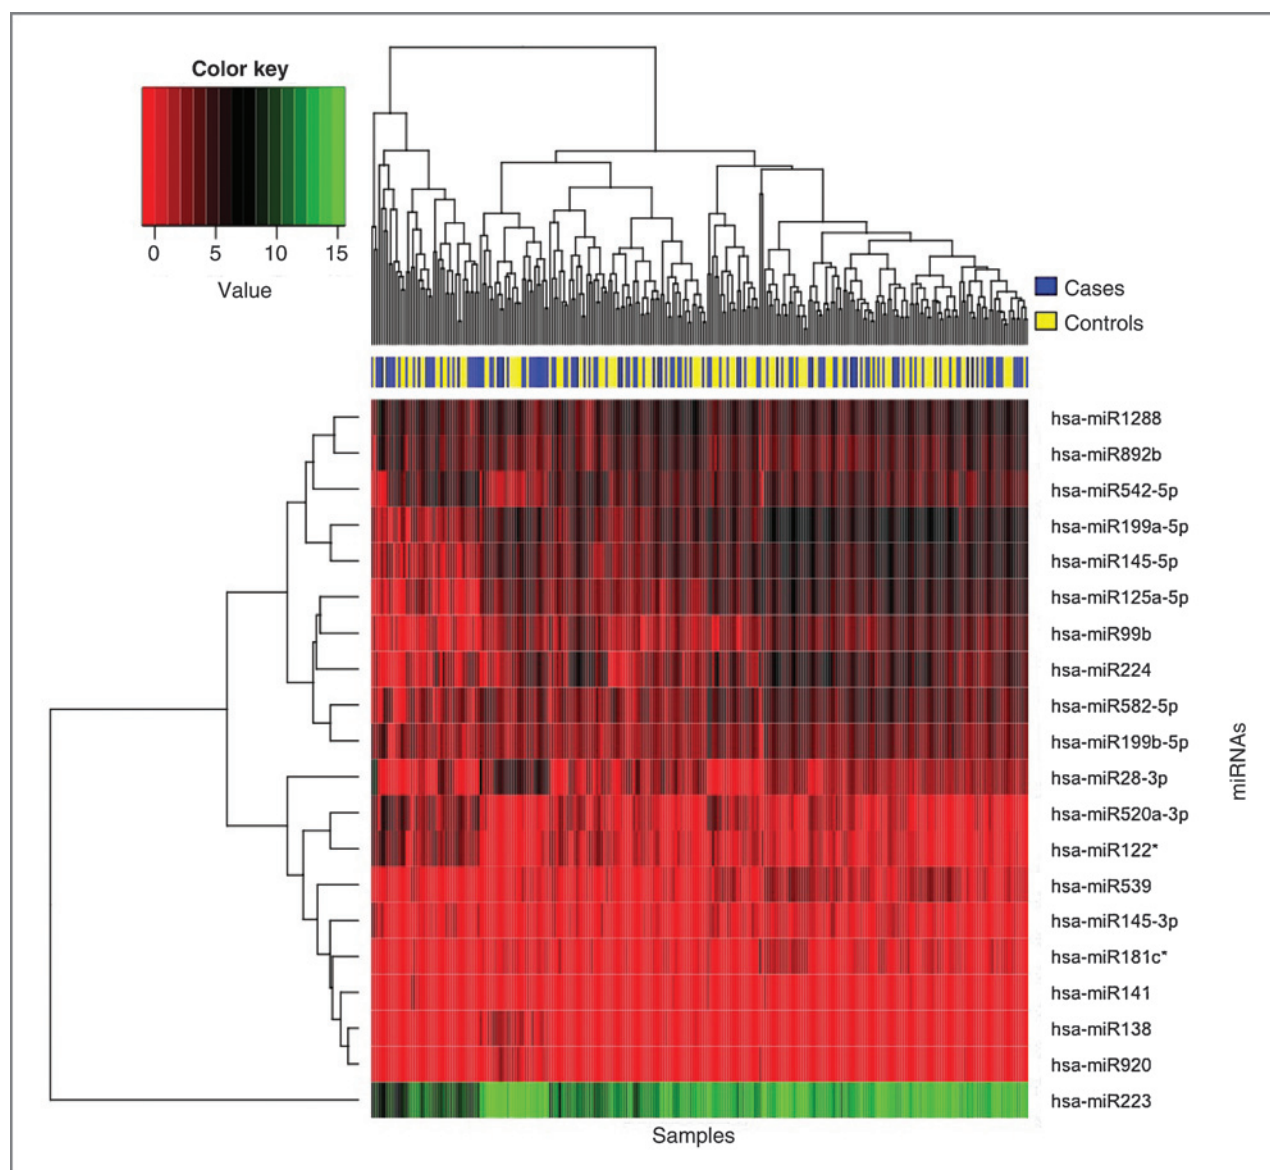 Color key
0 5 10 15
Value
Cases
Controls
hsa-miR1288
hsa-miR892b
hsa-miR542-5p
hsa-miR199a-5p
hsa-miR145-5p
hsa-miR125a-5p
hsa-miR99b
hsa-miR224
hsa-miR582-5p
hsa-miR199b-5p
hsa-miR28-3p
hsa-miR520a-3p
hsa-miR122*
hsa-miR539
hsa-miR145-3p
hsa-miR181c*
hsa-miR141
hsa-miR138
hsa-miR920
hsa-miR223
miRNAs
Samples